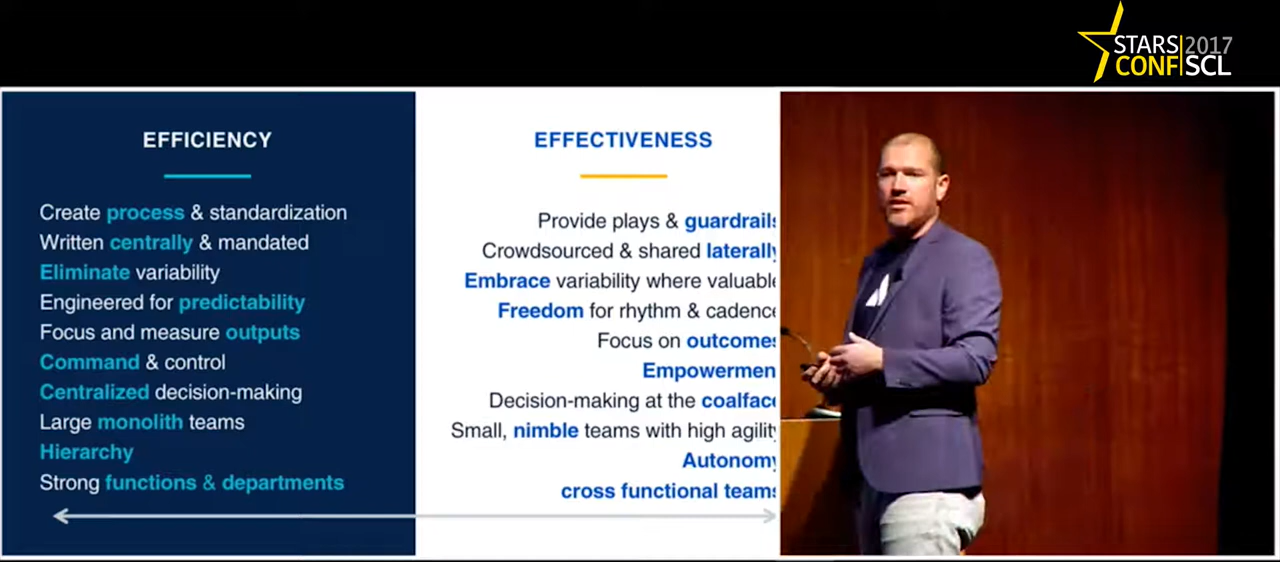 STARS 2017
CONF SCL
EFFICIENCY
Create process & standardization
Written centrally & mandated
Eliminate variability
Engineered for predictability
Focus and measure outputs
Command & control
Centralized decision-making
Large monolith teams
Hierarchy
Strong functions & departments
EFFECTIVENESS
Provide plays & guardrails
Crowdsourced & shared laterally
Embrace variability where valuable
Freedom for rhythm & cadence
Focus on outcomes
Empowermen
Decision-making at the coalface
Small, nimble teams with high agility
Autonomy
cross functional teams